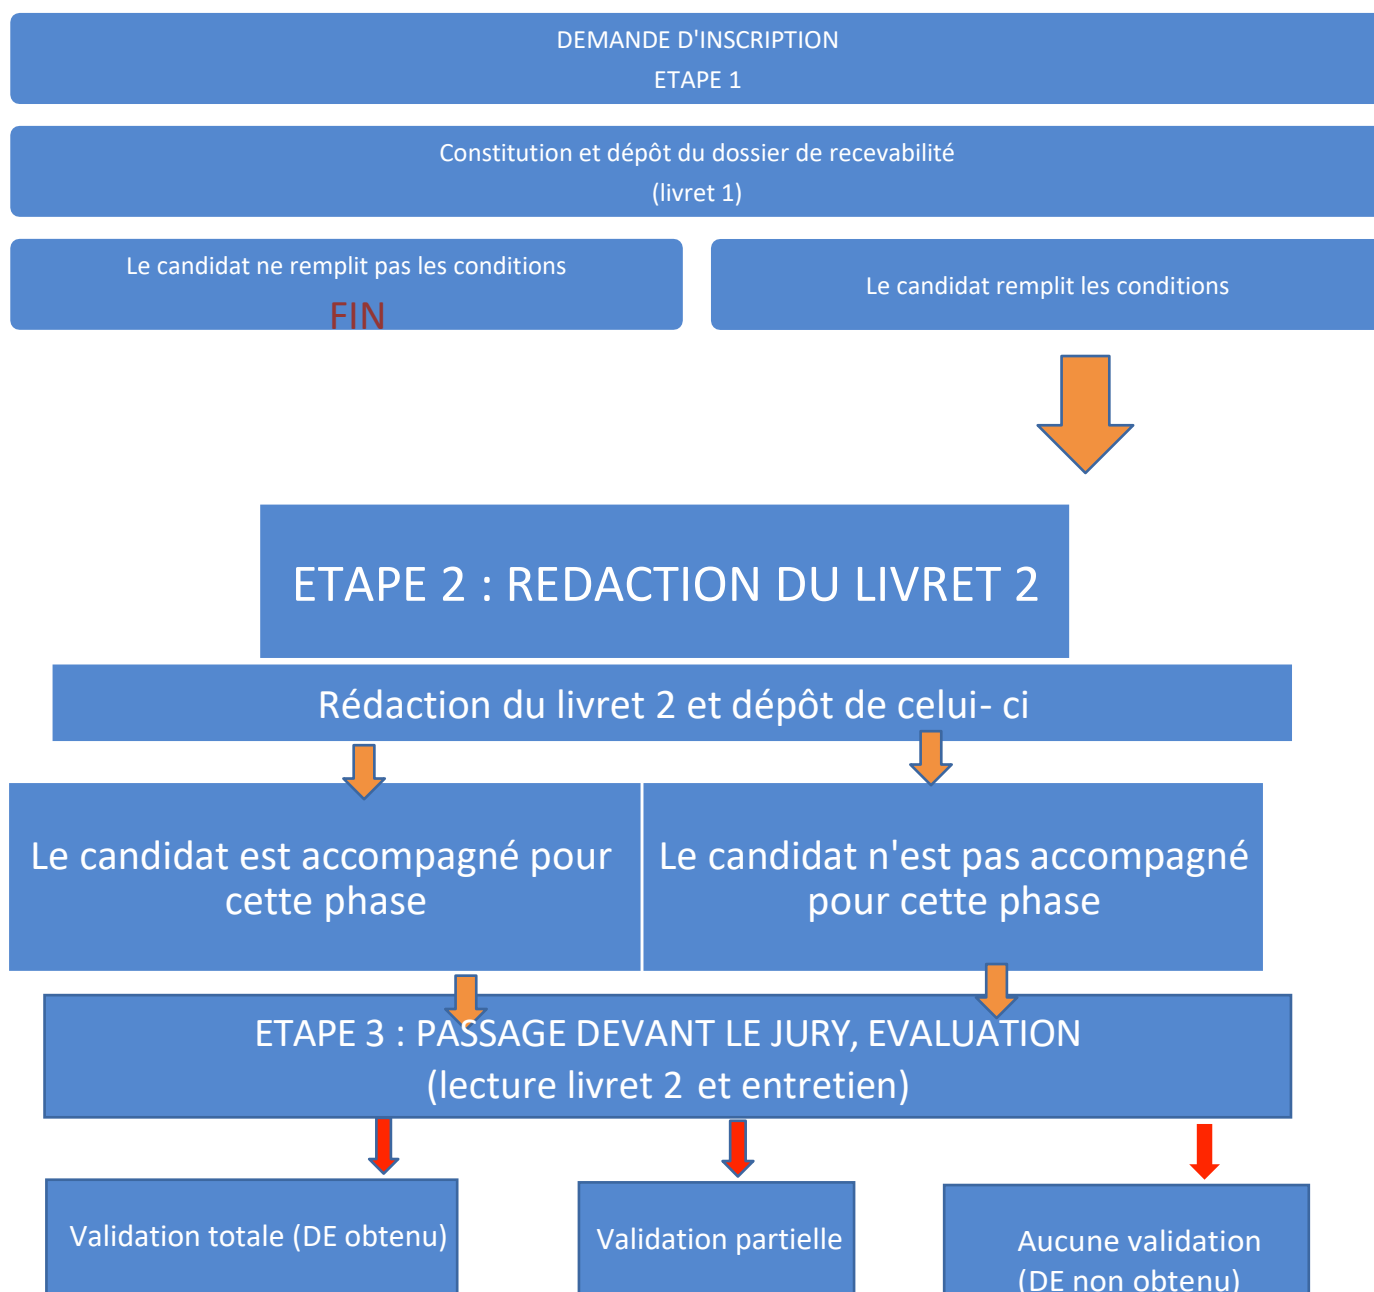 DEMANDE D'INSCRIPTION
ETAPE 1
Constitution et dépôt du dossier de recevabilité
(livret 1)
Le candidat ne remplit pas les conditions
FIN
Le candidat remplit les conditions
ETAPE 2 : REDACTION DU LIVRET 2
Rédaction du livret 2 et dépôt de celui- ci
Le candidat est accompagné pour
cette phase
Le candidat n'est pas accompagné
pour cette phase
ETAPE 3 : PASSAGE DEVANT LE JURY, EVALUATION
(lecture livret 2 et entretien)
Validation totale (DE obtenu)
Validation partielle
Aucune validation
(DE non obtenu)